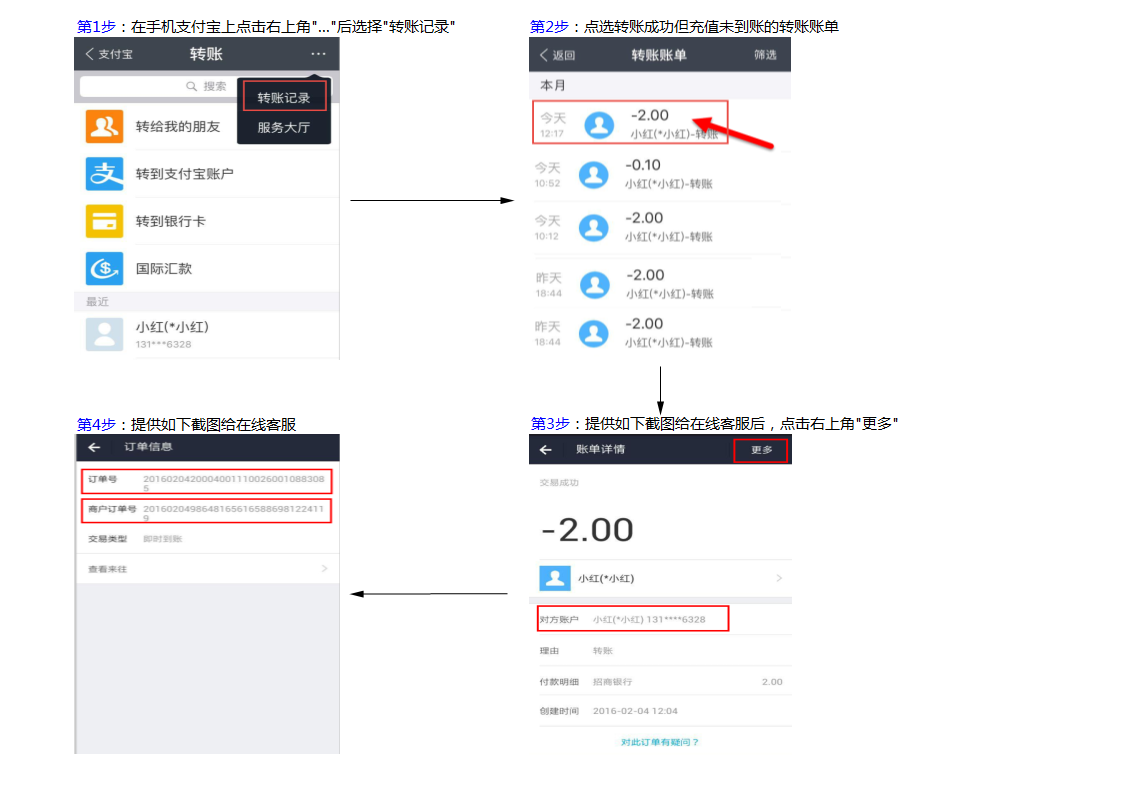 第1步：在手机支付宝上点击右上角"..."后选择"转账记录"
支付宝
转账
...
搜索
转账记录
服务大厅
转给我的朋友
转到支付宝账户
转到银行卡
国际汇款
最近
小红(*小红)
131***6328
第2步：点选转账成功但充值未到账的转账账单
返回
转账账单
筛选
本月
今天
12:17
-2.00
小红(*小红)-转账
今天
10:52
-0.10
小红(*小红)-转账
今天
10:12
-2.00
小红(*小红)-转账
昨天
18:44
-2.00
小红(*小红)-转账
昨天
18:44
-2.00
小红(*小红)-转账
第3步：提供如下截图给在线客服后，点击右上角"更多"
账单详情
更多
交易成功
-2.00
小红(*小红)
对方账户 小红(*小红) 131****6328
理由 转账
付款明细 招商银行 2.00
创建时间 2016-02-04 12:04
对此订单有疑问？
第4步：提供如下截图给在线客服
订单信息
订单号 2016020420004001110026001088308
5
商户订单号 2016020498648165616588698122411
9
交易类型 即时到账
查看来往